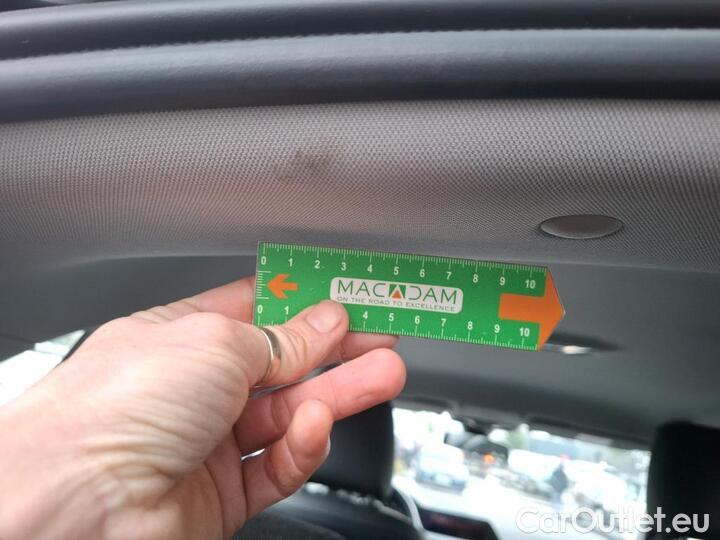 0 1 2 3 4 5 6 7 8 9 10
MACADAM
ON THE ROAD TO EXCELLENCE
0 1 4 5 6 7 8 9 10
CarOutlet.eu